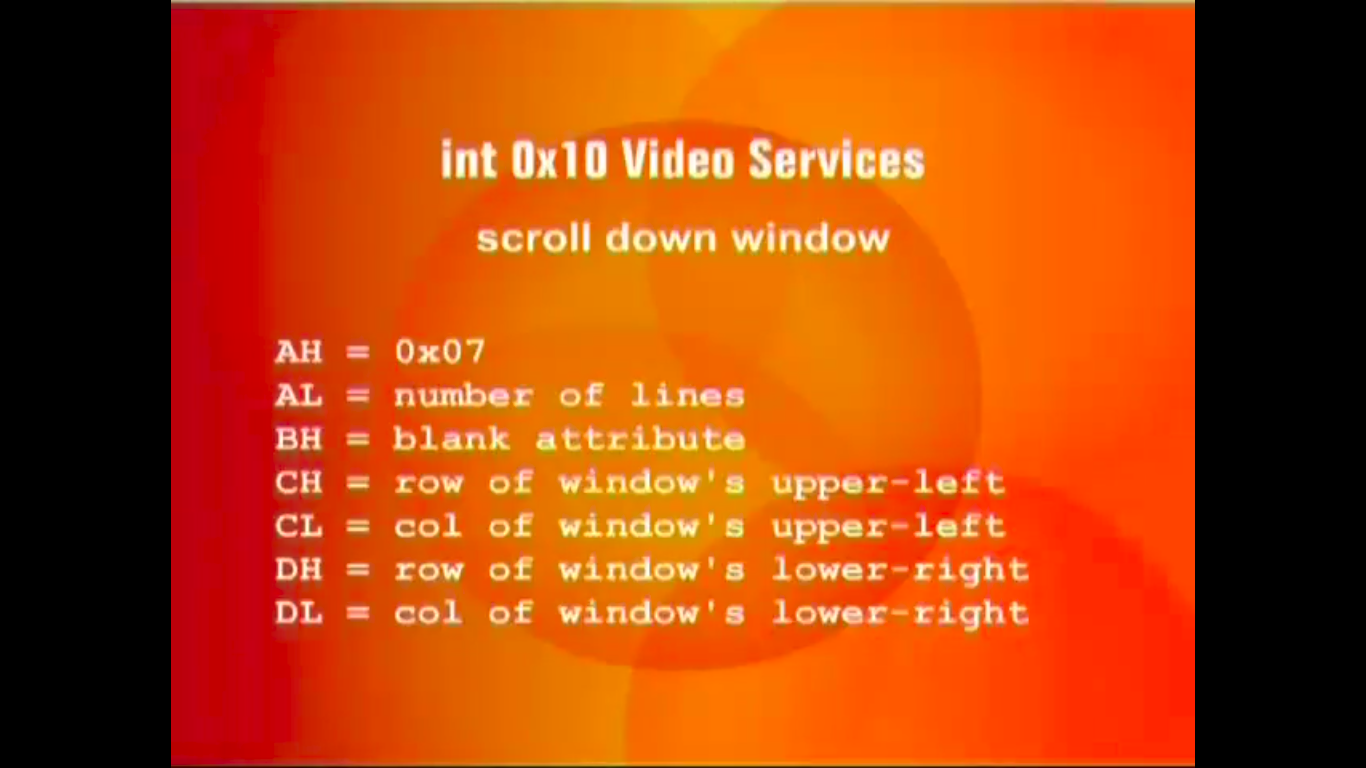 int 0x10 Video Services
scroll down window
AH = 0x07
AL = number of lines
BH = blank attribute
CH = row of window's upper-left
CL = col of window's upper-left
DH = row of window's lower-right
DL = col of window's lower-right